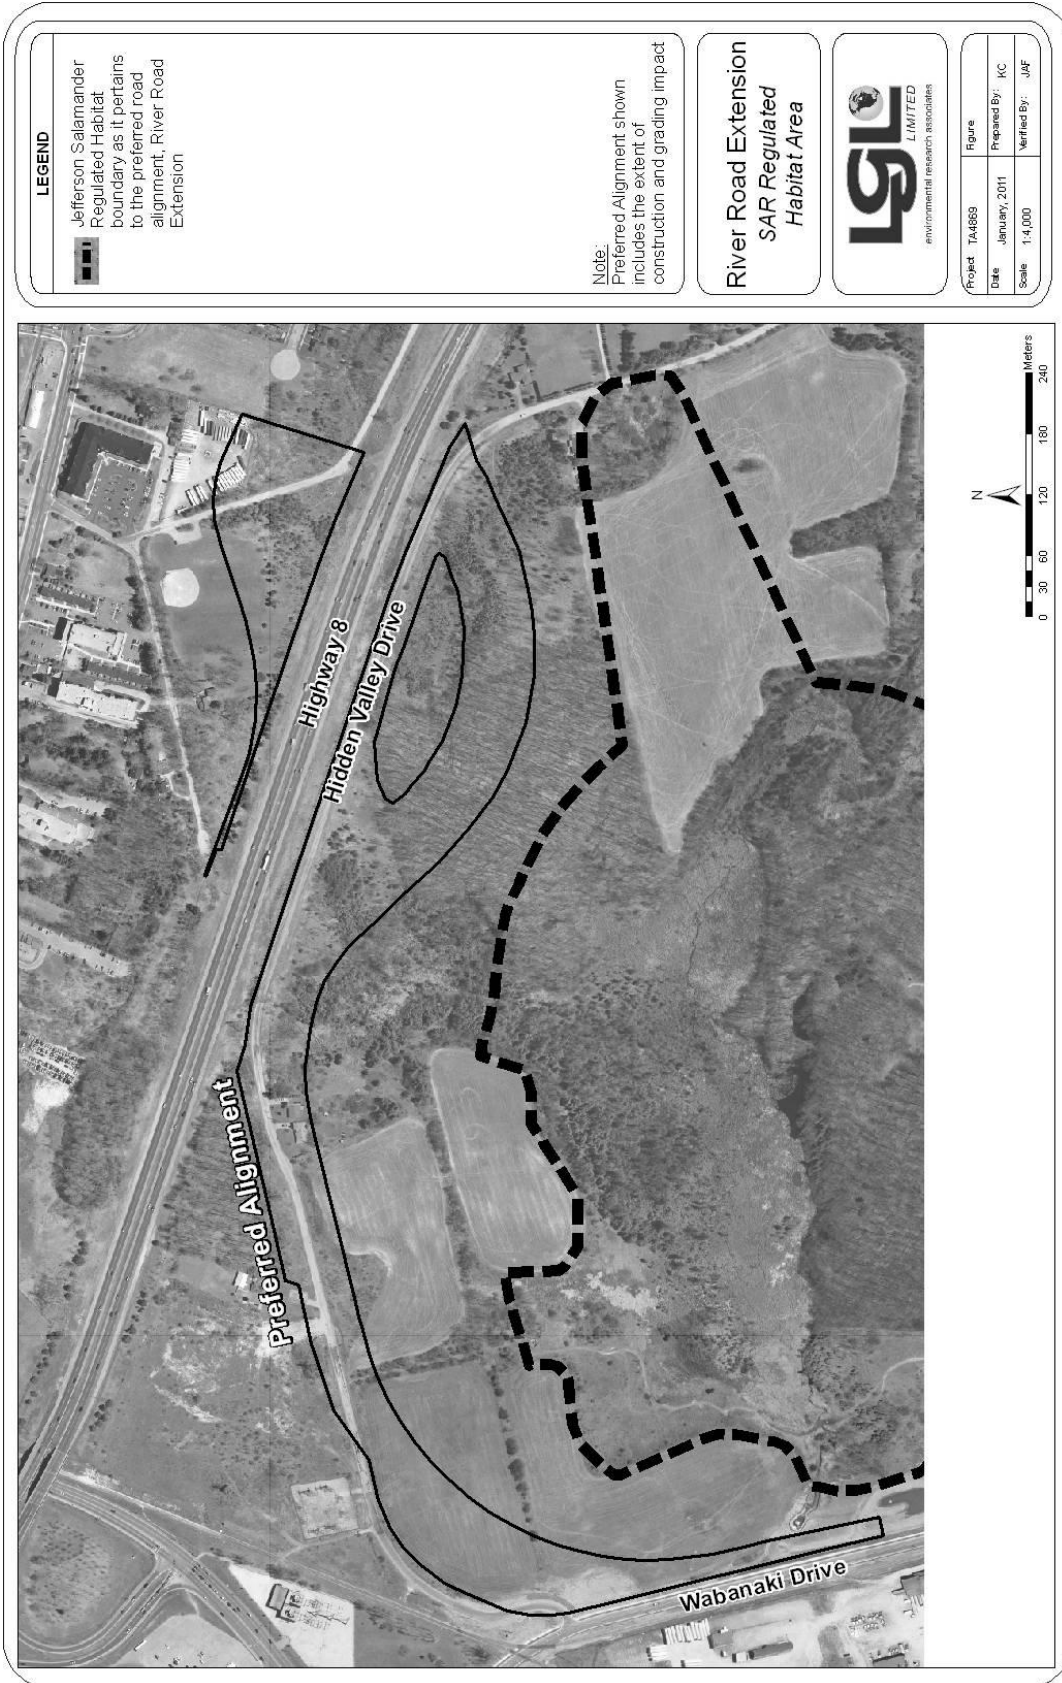 LEGEND
Jefferson Salamander
Regulated Habitat
boundary as it pertains
to the preferred road
alignment, River Road
Extension
Note:
Preferred Alignment shown
includes the extent of
construction and grading impact
River Road Extension
SAR Regulated
Habitat Area
LGL
LIMITED
environmental research associates
Project TA4869 Figure
Date January, 2011 Prepared By: KC
Scale 1:4,000 Verified By: JAF
Highway 8
Hidden Valley Drive
Preferred Alignment
Wabanaki Drive
N
0 30 60 120 180 240
Meters